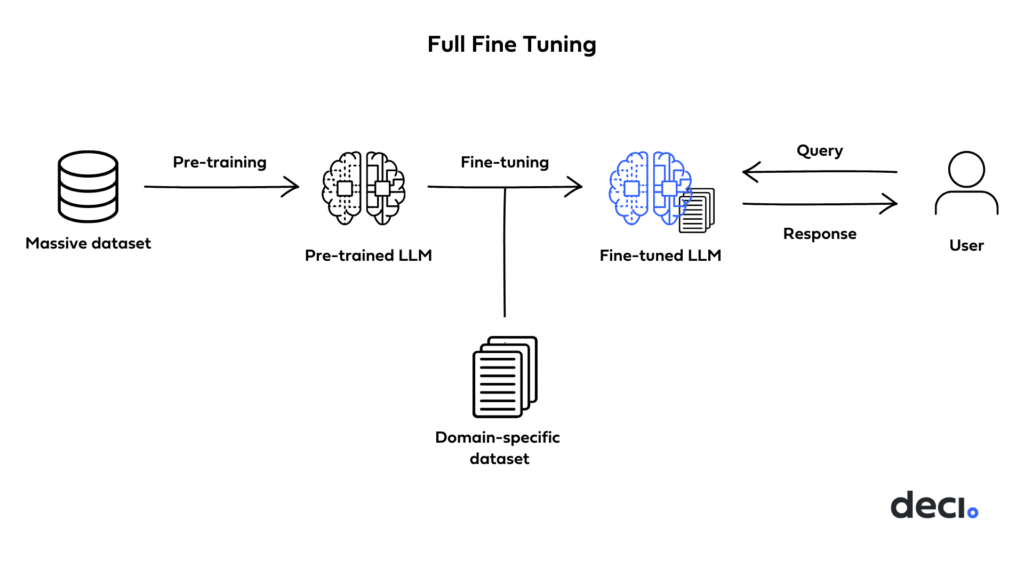 Full Fine Tuning
Pre-training
Fine-tuning
Query
Massive dataset
Pre-trained LLM
Fine-tuned LLM
Response
User
Domain-specific
dataset
deci.